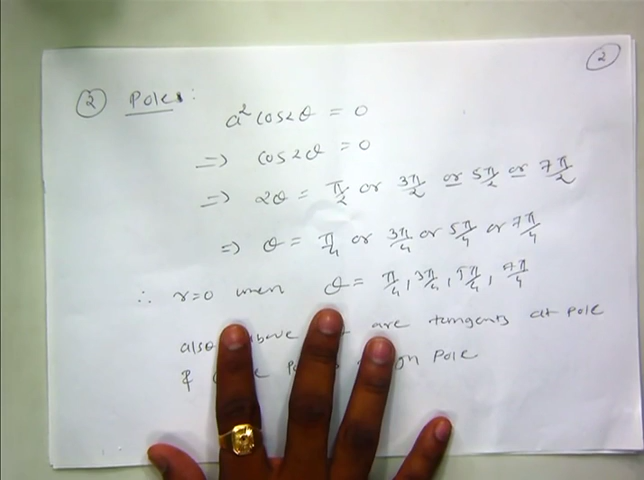 2
② Pole:
a² cos2θ = 0
=> cos2θ = 0
=> 2θ = π/2 or 3π/2 or 5π/2 or 7π/2
=> θ = π/4 or 3π/4 or 5π/4 or 7π/4
∴ r=0 when θ = π/4, 3π/4, 5π/4, 7π/4
also above are tangents at pole
& on pole